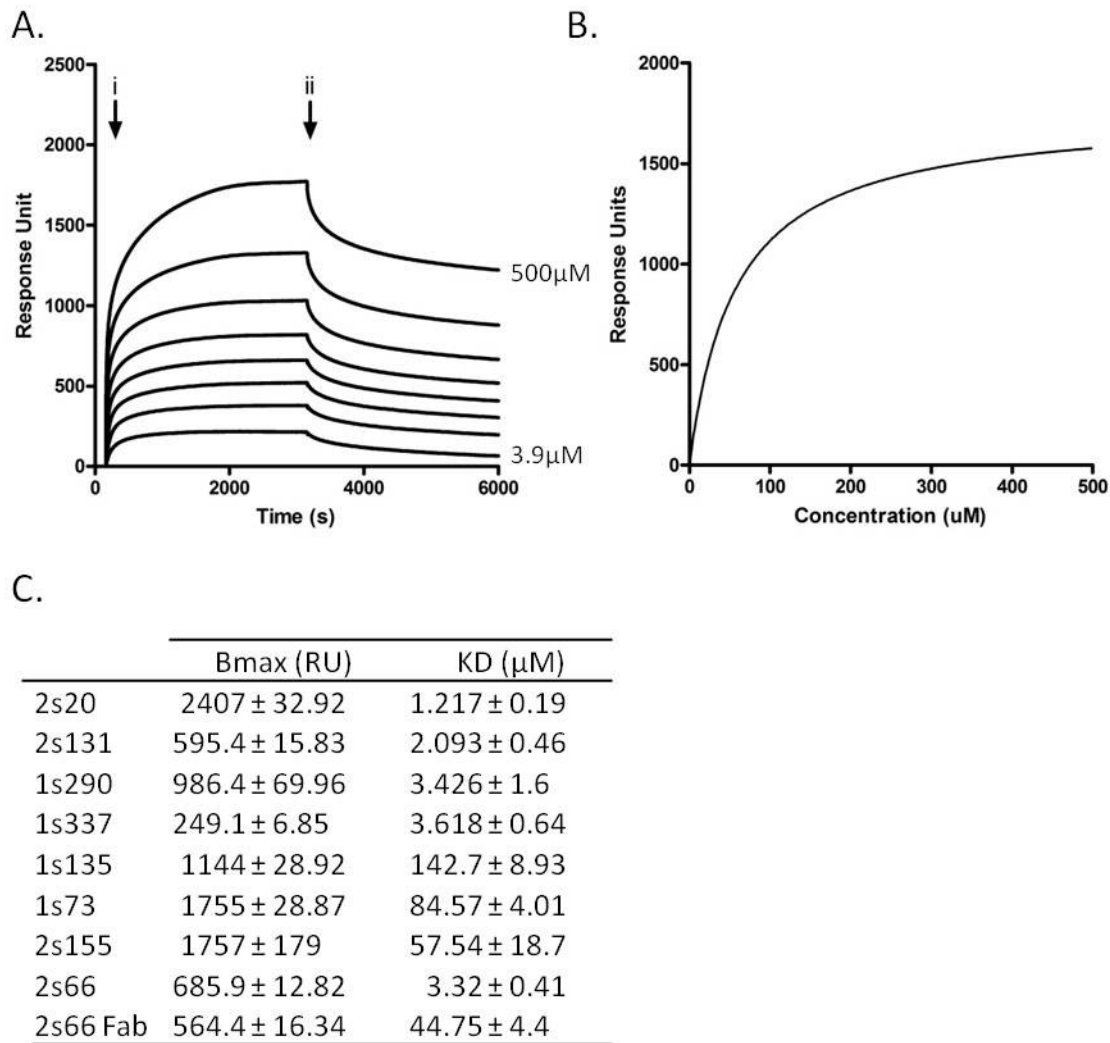 A.
2500
2000
1500
1000
500
0
Response Unit
i
ii
500µM
3.9µM
0
2000
4000
6000
Time (s)
B.
2000
1500
1000
500
0
Response Units
0
100
200
300
400
500
Concentration (uM)
C.
Bmax (RU) KD (µM)
2s20 2407 ± 32.92 1.217 ± 0.19
2s131 595.4 ± 15.83 2.093 ± 0.46
1s290 986.4 ± 69.96 3.426 ± 1.6
1s337 249.1 ± 6.85 3.618 ± 0.64
1s135 1144 ± 28.92 142.7 ± 8.93
1s73 1755 ± 28.87 84.57 ± 4.01
2s155 1757 ± 179 57.54 ± 18.7
2s66 685.9 ± 12.82 3.32 ± 0.41
2s66 Fab 564.4 ± 16.34 44.75 ± 4.4